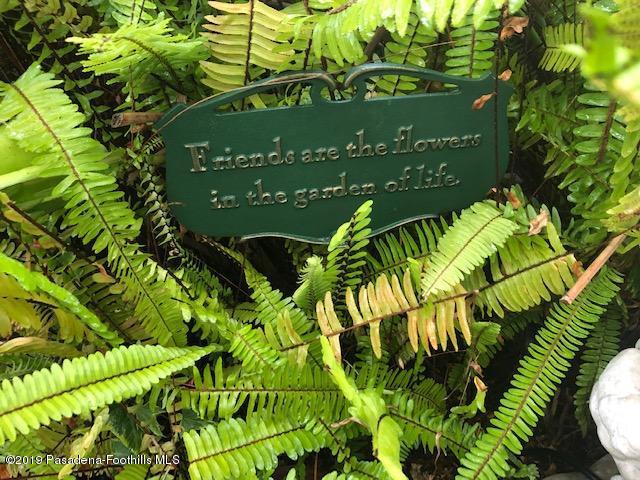 Friends are the flowers
in the garden of life.
©2019 Pasadena-Foothills MLS